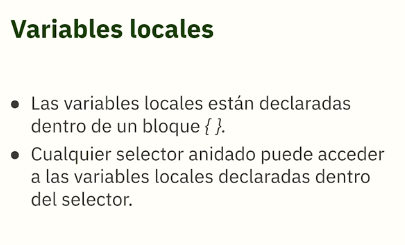 Variables locales
● Las variables locales están declaradas
dentro de un bloque { }.
● Cualquier selector anidado puede acceder
a las variables locales declaradas dentro
del selector.